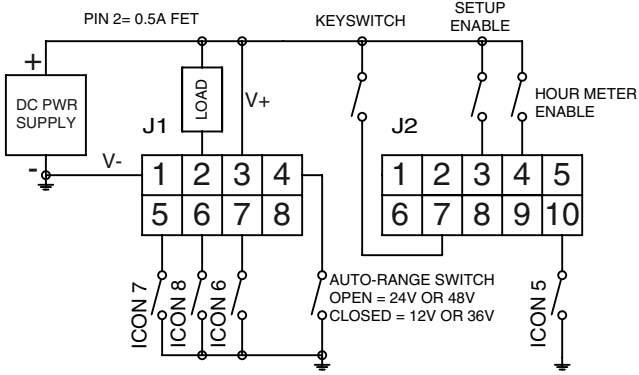 PIN 2= 0.5A FET
KEYSWITCH
SETUP
ENABLE
+
DC PWR
SUPPLY
-
LOAD
V+
HOUR METER
ENABLE
J1
J2
V-
1 2 3 4
5 6 7 8
1 2 3 4 5
6 7 8 9 10
ICON 7
ICON 8
ICON 6
AUTO-RANGE SWITCH
OPEN = 24V OR 48V
CLOSED = 12V OR 36V
ICON 5